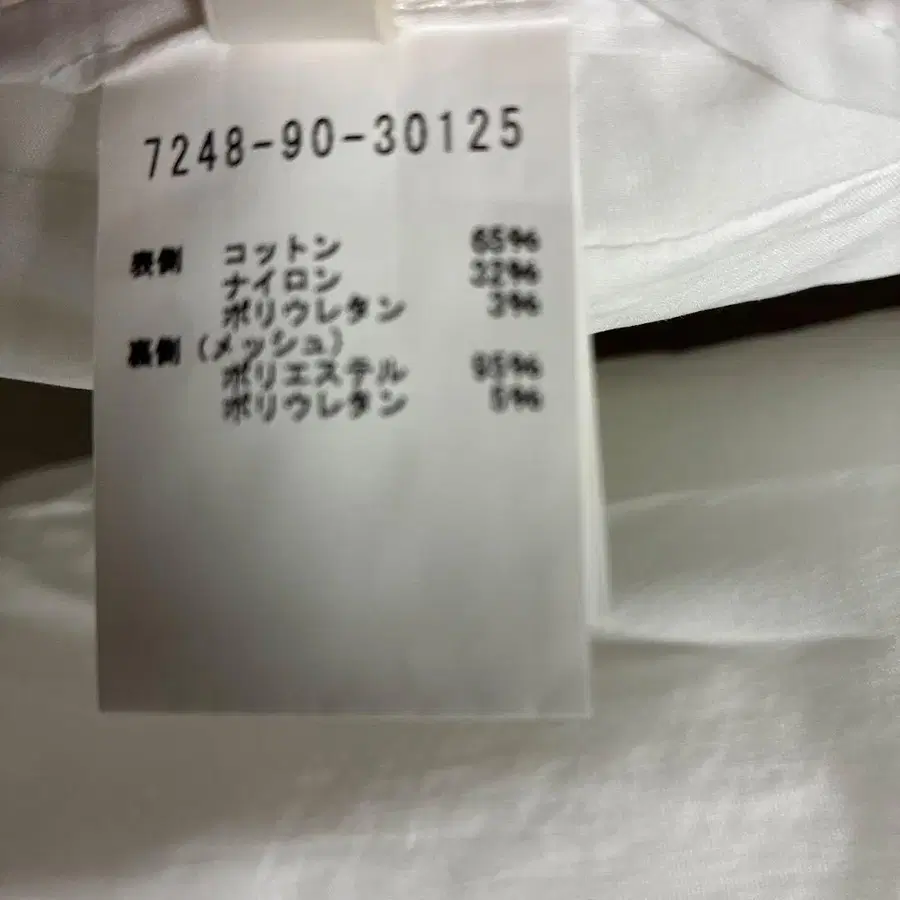 7248-90-30125
表側 コットン 65%
ナイロン 32%
ポリウレタン 3%
裏側 (メッシュ)
ポリエステル 95%
ポリウレタン 5%